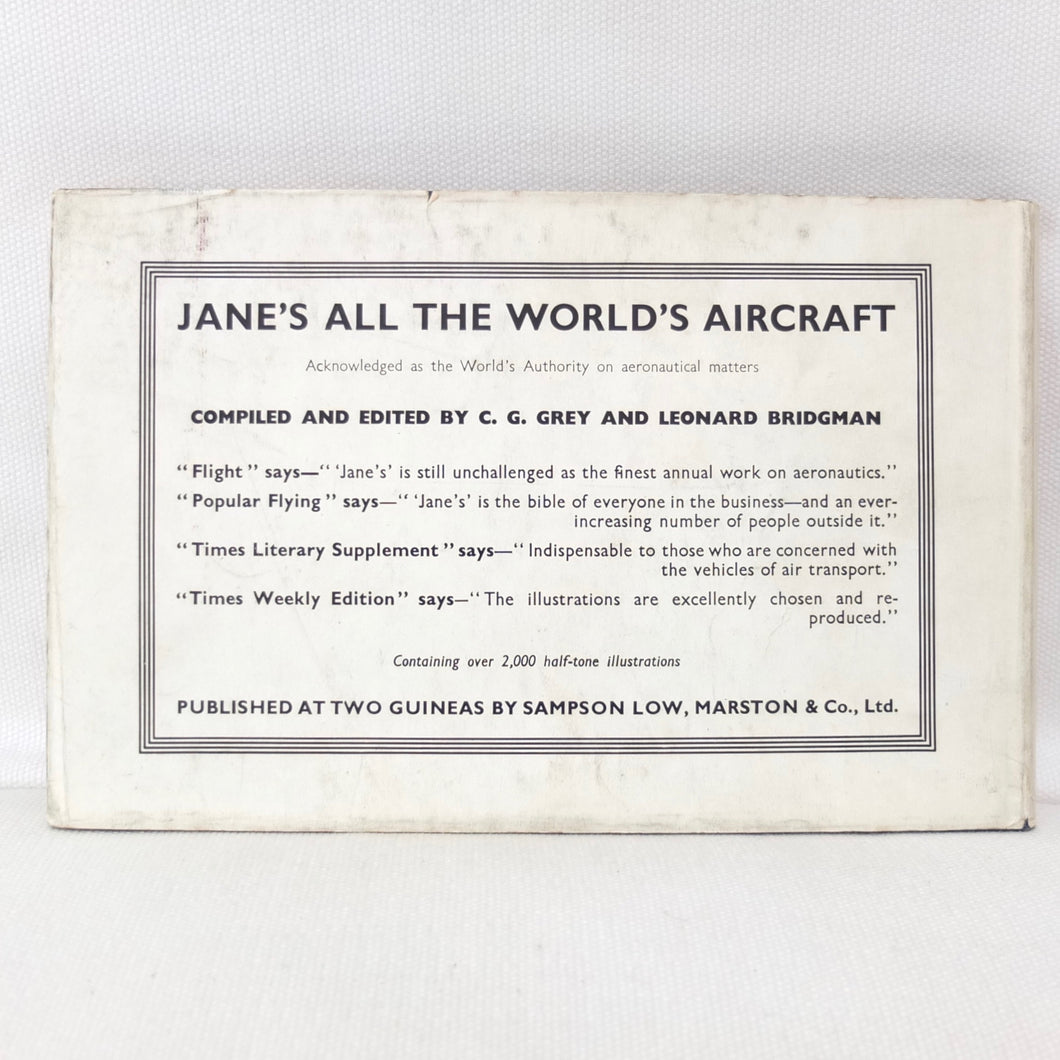 JANE'S ALL THE WORLD'S AIRCRAFT
Acknowledged as the World's Authority on aeronautical matters
COMPILED AND EDITED BY C. G. GREY AND LEONARD BRIDGMAN
“Flight” says—“ ‘Jane's’ is still unchallenged as the finest annual work on aeronautics.”
“Popular Flying” says—“ ‘Jane's’ is the bible of everyone in the business—and an ever-
increasing number of people outside it.”
“Times Literary Supplement” says—“Indispensable to those who are concerned with
the vehicles of air transport.”
“Times Weekly Edition” says—“The illustrations are excellently chosen and re-
produced.”
Containing over 2,000 half-tone illustrations
PUBLISHED AT TWO GUINEAS BY SAMPSON LOW, MARSTON & Co., Ltd.